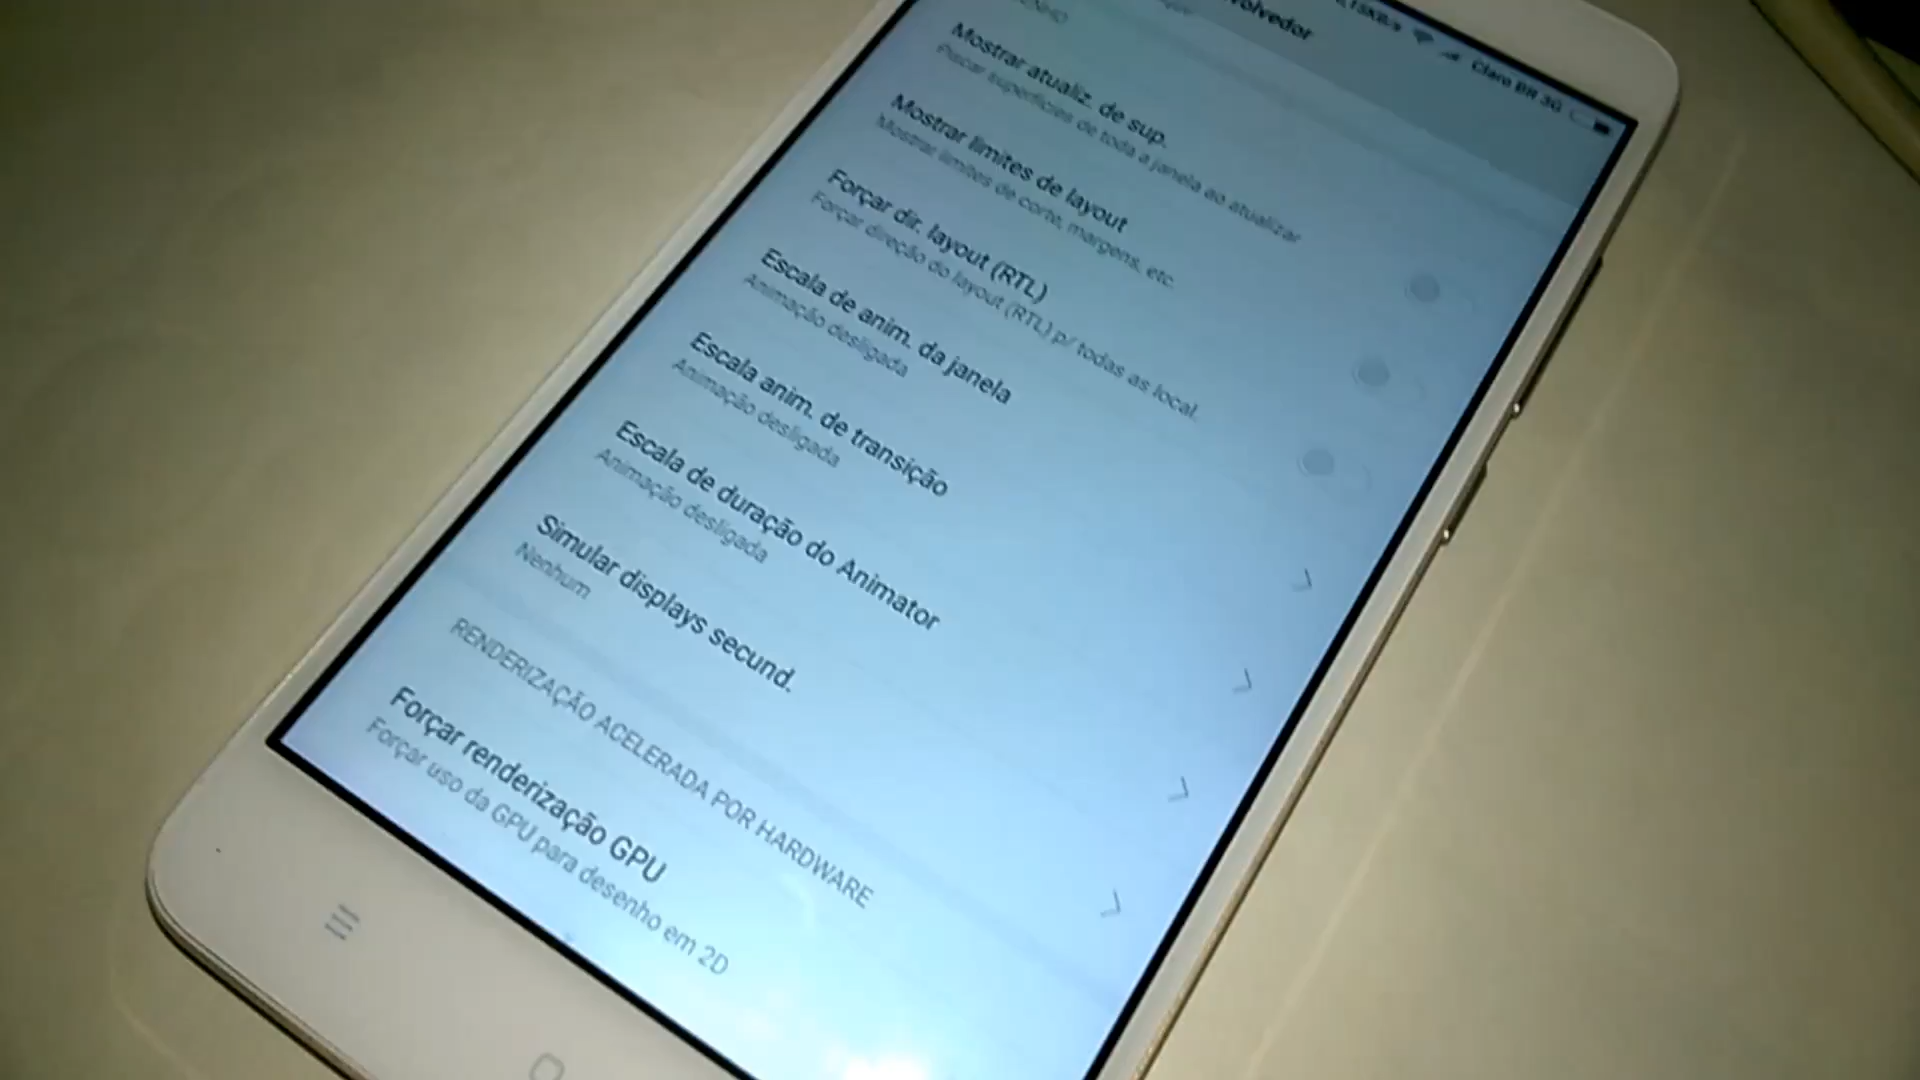 Claro BR 3G
Mostrar atualiz. de sup.
Piscar superfícies de toda a janela ao atualizar
Mostrar limites de layout
Mostrar limites de corte, margens, etc.
Forçar dir. layout (RTL)
Forçar direção do layout (RTL) p/ todas as local.
Escala de anim. da janela
Animação desligada
Escala anim. de transição
Animação desligada
Escala de duração do Animator
Animação desligada
Simular displays secund.
Nenhum
RENDERIZAÇÃO ACELERADA POR HARDWARE
Forçar renderização GPU
Forçar uso da GPU para desenho em 2D